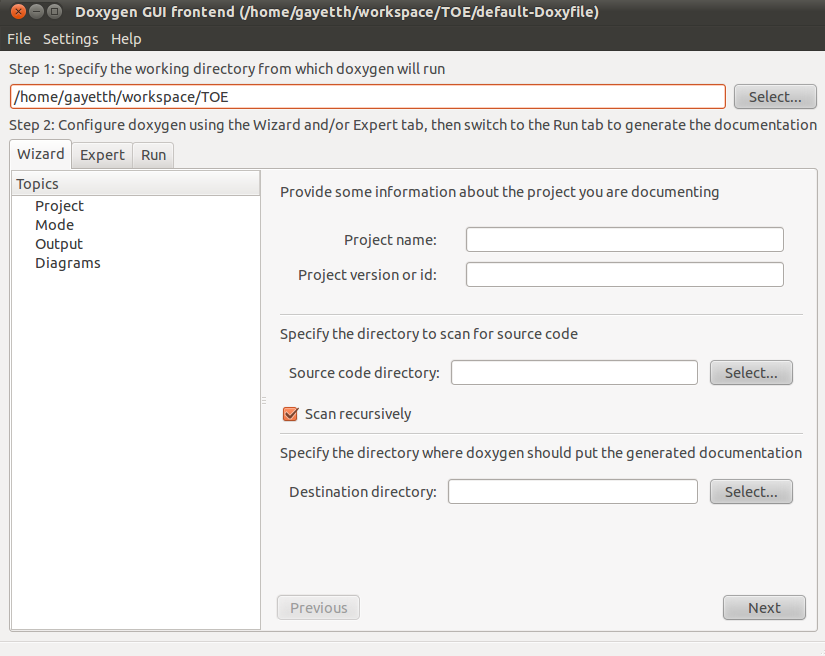 Doxygen GUI frontend (/home/gayetth/workspace/TOE/default-Doxyfile)
File Settings Help
Step 1: Specify the working directory from which doxygen will run
/home/gayetth/workspace/TOE Select...
Step 2: Configure doxygen using the Wizard and/or Expert tab, then switch to the Run tab to generate the documentation
Wizard Expert Run
Topics
Project
Mode
Output
Diagrams
Provide some information about the project you are documenting
Project name:
Project version or id:
Specify the directory to scan for source code
Source code directory: Select...
Scan recursively
Specify the directory where doxygen should put the generated documentation
Destination directory: Select...
Previous Next